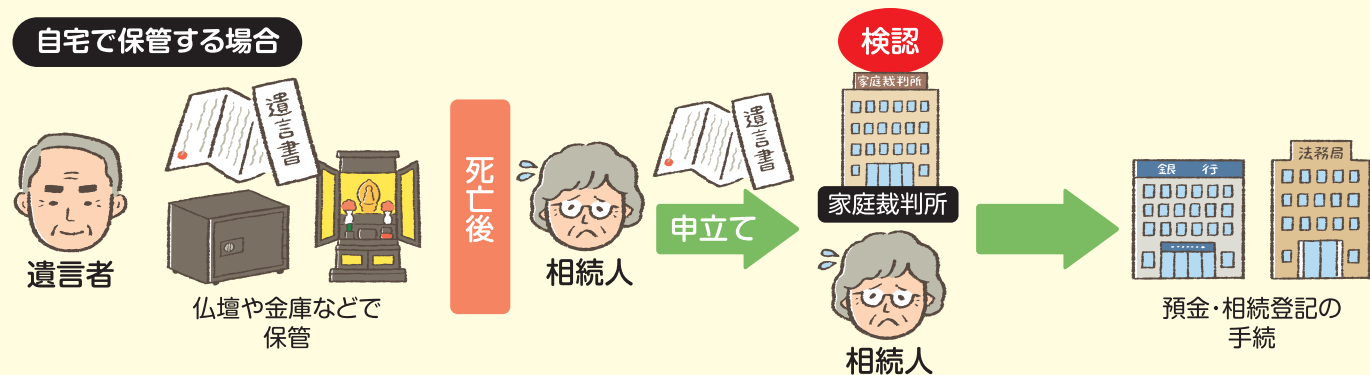 自宅で保管する場合
遺言書
遺言者
仏壇や金庫などで
保管
死亡後
相続人
遺言書
申立て
検認
家庭裁判所
家庭裁判所
相続人
銀行
法務局
預金・相続登記の
手続